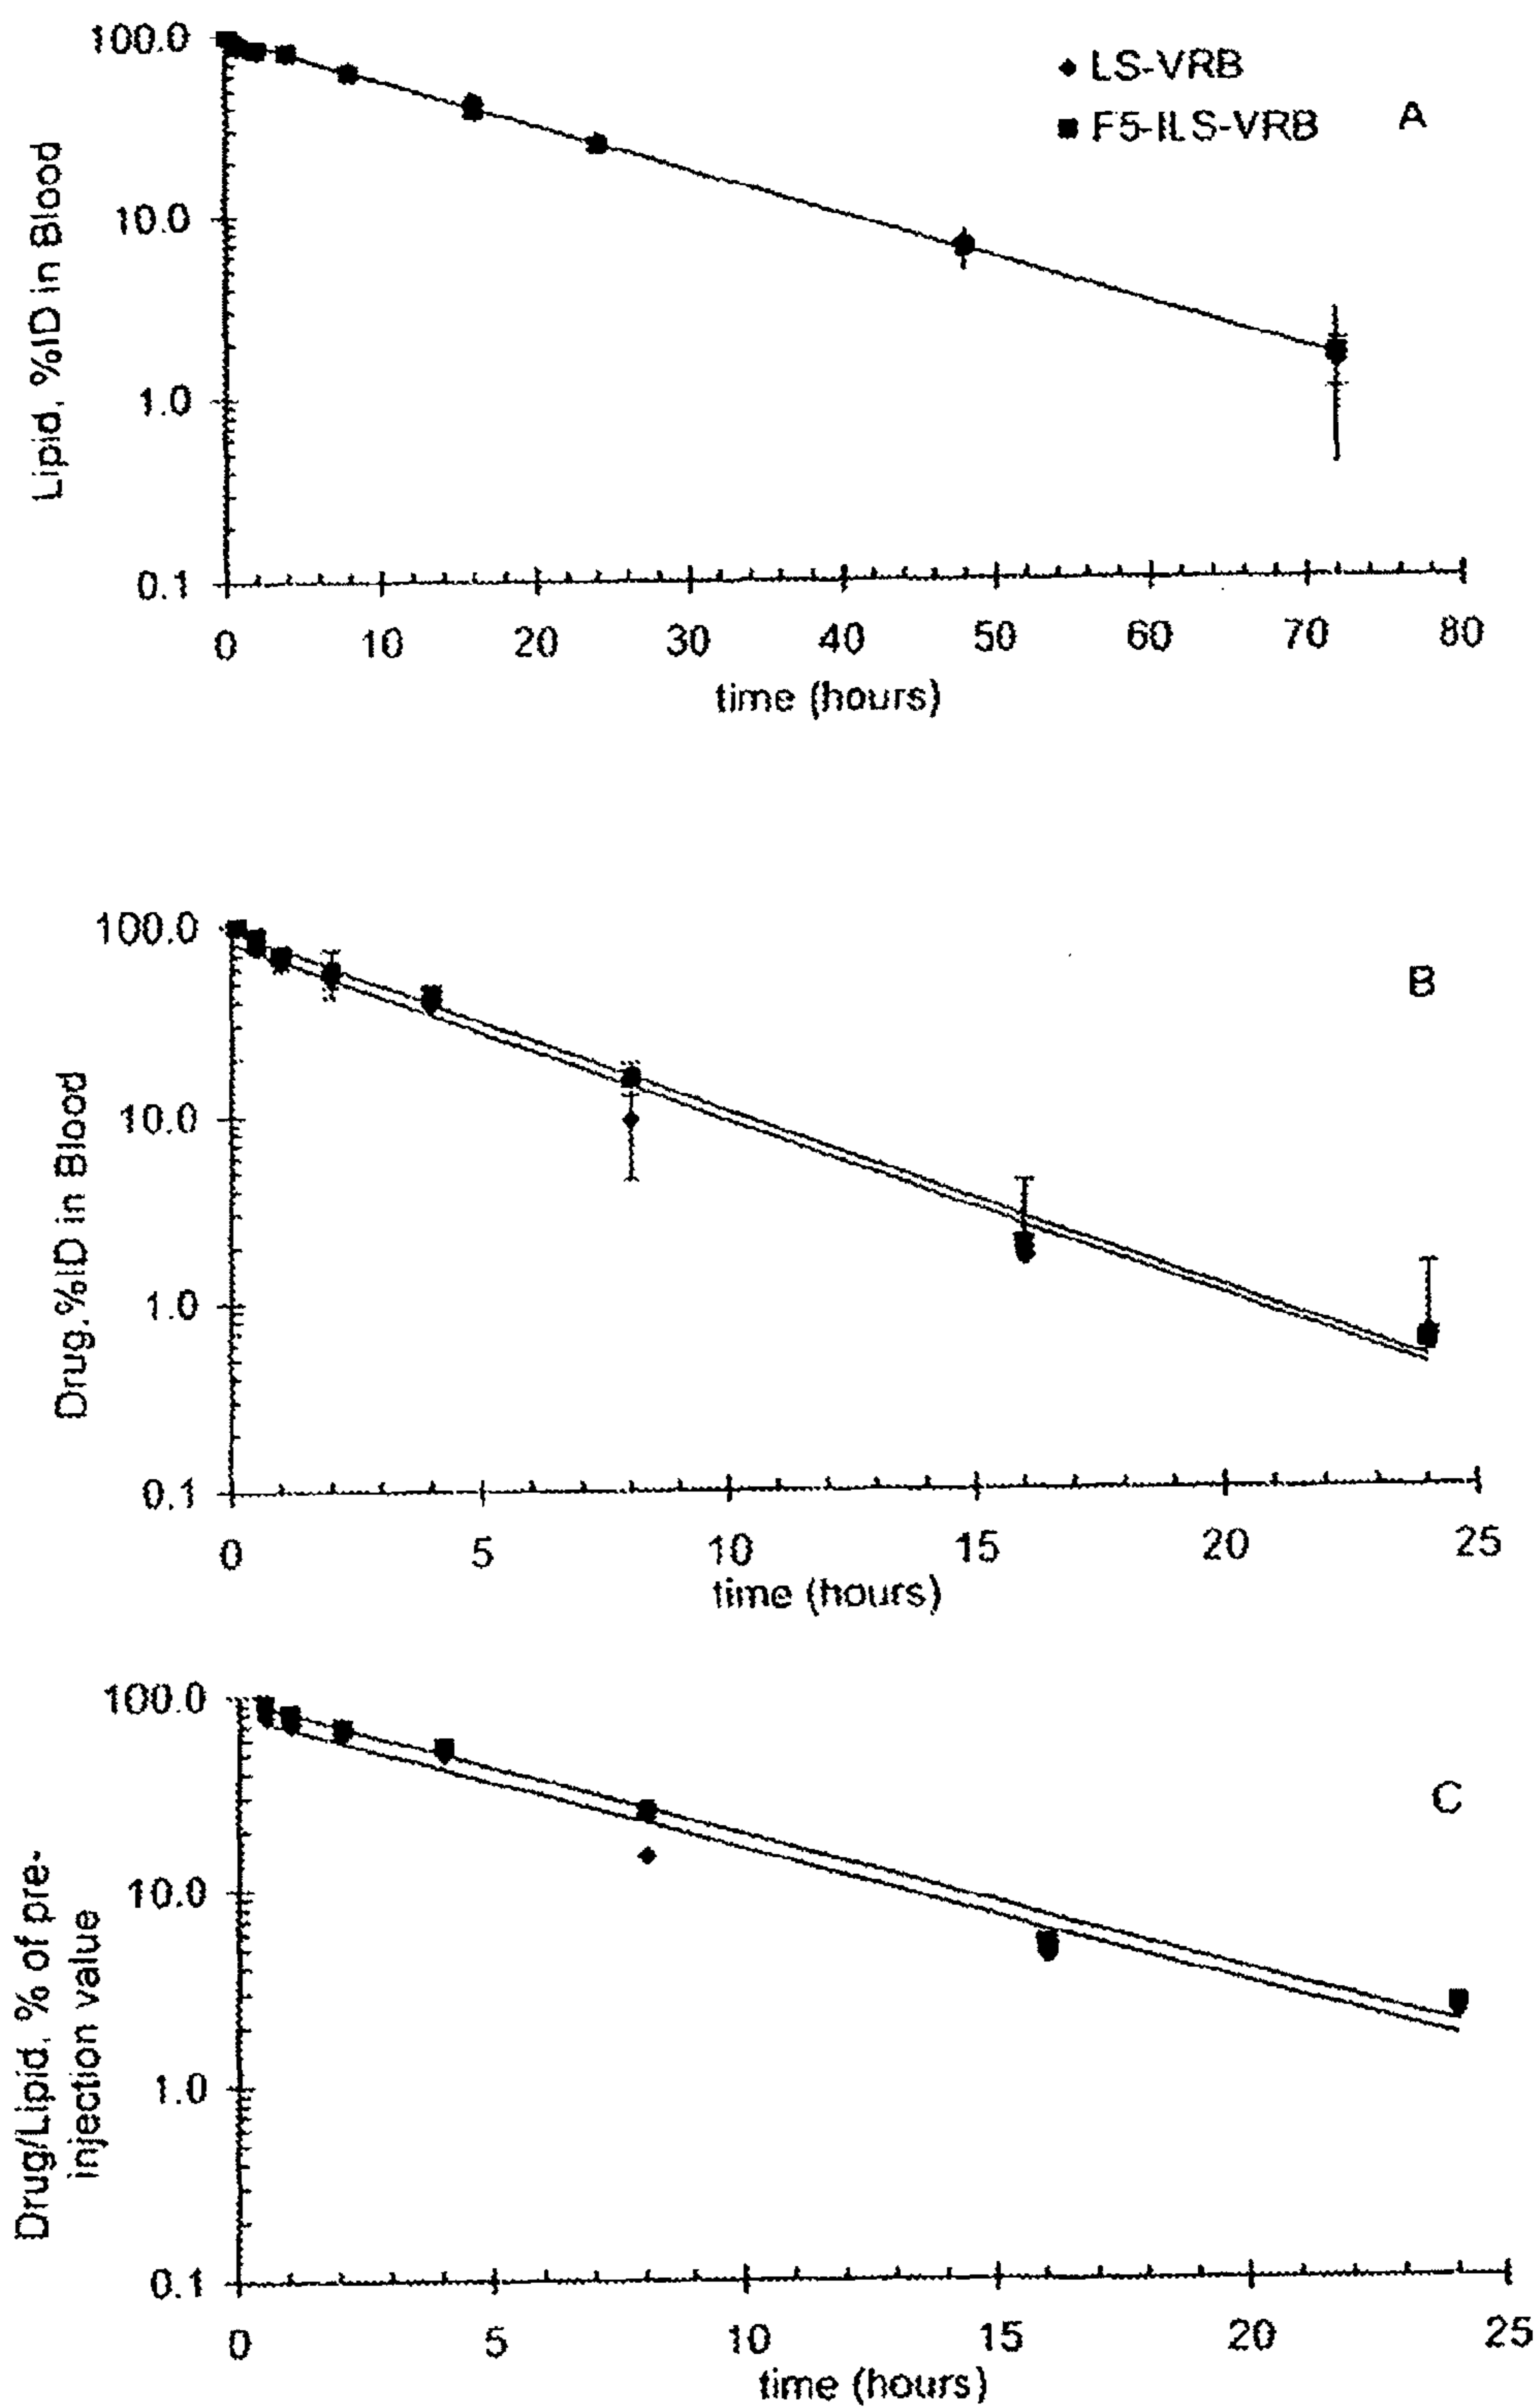 100.0
LS-VRB
F5-ILS-VRB
A
10.0
1.0
0.1
Lipid, %ID in Blood
0 10 20 30 40 50 60 70 80
time (hours)
100.0
B
10.0
1.0
0.1
Drug.%ID in Blood
0 5 10 15 20 25
time (hours)
100.0
C
10.0
1.0
0.1
Drug/Lipid, % of pre-
injection value
0 5 10 15 20 25
time (hours)